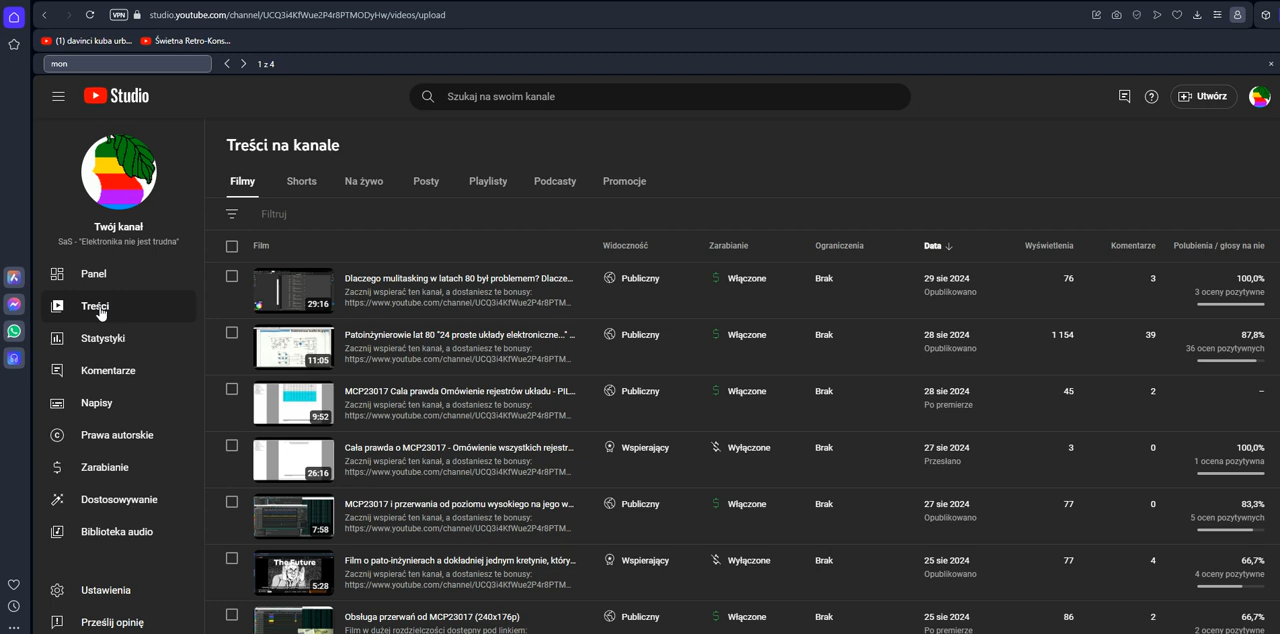 VPN studio.youtube.com/channel/UCQ3i4KfWue2P4r8PTMODyHw/videos/upload
(1) davinci kuba urb... Świetna Retro-Kons...
mon 1 z 4
Studio Szukaj na swoim kanale Utwórz
Twój kanał
SaS - "Elektronika nie jest trudna"
Panel
Treści
Statystyki
Komentarze
Napisy
Prawa autorskie
Zarabianie
Dostosowywanie
Biblioteka audio
Ustawienia
Prześlij opinię
Treści na kanale
Filmy Shorts Na żywo Posty Playlisty Podcasty Promocje
Filtruj
Film Widoczność Zarabianie Ograniczenia Data Wyświetlenia Komentarze Polubienia / głosy na nie
29:16
Dlaczego mulitasking w latach 80 był problemem? Dlacze... Publiczny Włączone Brak 29 sie 2024 76 3 100,0%
Zacznij wspierać ten kanał, a dostaniesz te bonusy: Opublikowano 3 oceny pozytywne
https://www.youtube.com/channel/UCQ3i4KfWue2P4r8PTM...
11:05
Patoinżynierowie lat 80 "24 proste układy elektroniczne..." ... Publiczny Włączone Brak 28 sie 2024 1 154 39 87,8%
Zacznij wspierać ten kanał, a dostaniesz te bonusy: Opublikowano 36 ocen pozytywnych
https://www.youtube.com/channel/UCQ3i4KfWue2P4r8PTM...
9:52
MCP23017 Cala prawda Omówienie rejestrów układu - PIL... Publiczny Włączone Brak 28 sie 2024 45 2 –
Zacznij wspierać ten kanał, a dostaniesz te bonusy: Po premierze
https://www.youtube.com/channel/UCQ3i4KfWue2P4r8PTM...
26:16
Cała prawda o MCP23017 - Omówienie wszystkich rejestr... Wspierający Wyłączone Brak 27 sie 2024 3 0 100,0%
Zacznij wspierać ten kanał, a dostaniesz te bonusy: Przesłano 1 ocena pozytywna
https://www.youtube.com/channel/UCQ3i4KfWue2P4r8PTM...
7:58
MCP23017 i przerwania od poziomu wysokiego na jego w... Publiczny Włączone Brak 27 sie 2024 77 0 83,3%
Zacznij wspierać ten kanał, a dostaniesz te bonusy: Opublikowano 5 ocen pozytywnych
https://www.youtube.com/channel/UCQ3i4KfWue2P4r8PTM...
The Future
5:28
Film o pato-inżynierach a dokładniej jednym kretynie, który... Wspierający Wyłączone Brak 25 sie 2024 77 4 66,7%
Zacznij wspierać ten kanał, a dostaniesz te bonusy: Opublikowano 4 oceny pozytywne
https://www.youtube.com/channel/UCQ3i4KfWue2P4r8PTM...
Obsługa przerwań od MCP23017 (240x176p) Publiczny Włączone Brak 25 sie 2024 86 2 66,7%
Film w dużej rozdzielczości dostępny pod linkiem: Po premierze 2 oceny pozytywne